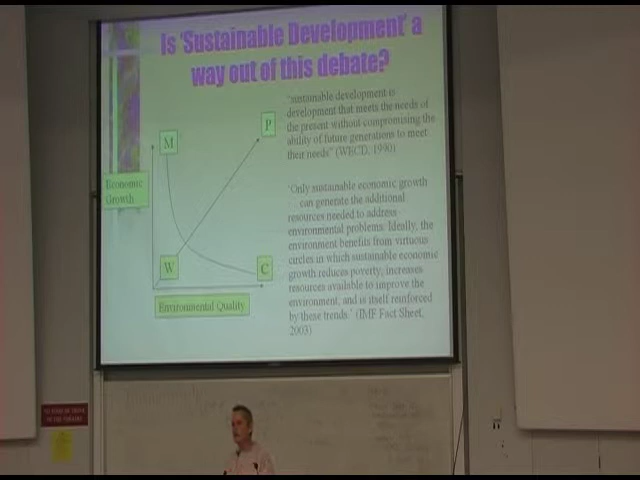 Is 'Sustainable Development' a
way out of this debate?
"sustainable development is
development that meets the needs of
the present without compromising the
ability of future generations to meet
their needs" (WECD, 1990)
M
P
Economic
Growth
'Only sustainable economic growth
can generate the additional
resources needed to address
environmental problems. Ideally, the
environment benefits from virtuous
circles in which sustainable economic
growth reduces poverty, increases
resources available to improve the
environment, and is itself reinforced
by these trends.' (IMF Fact Sheet,
2003)
W
C
Environmental Quality